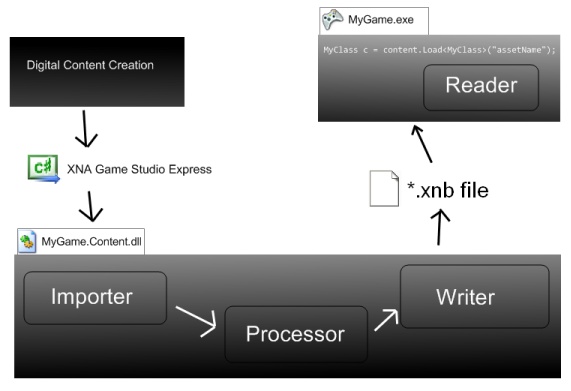 MyGame.exe
MyClass c = content.Load<MyClass>("assetName");
Reader
Digital Content Creation
C#
XNA Game Studio Express
*.xnb file
MyGame.Content.dll
Importer
Processor
Writer